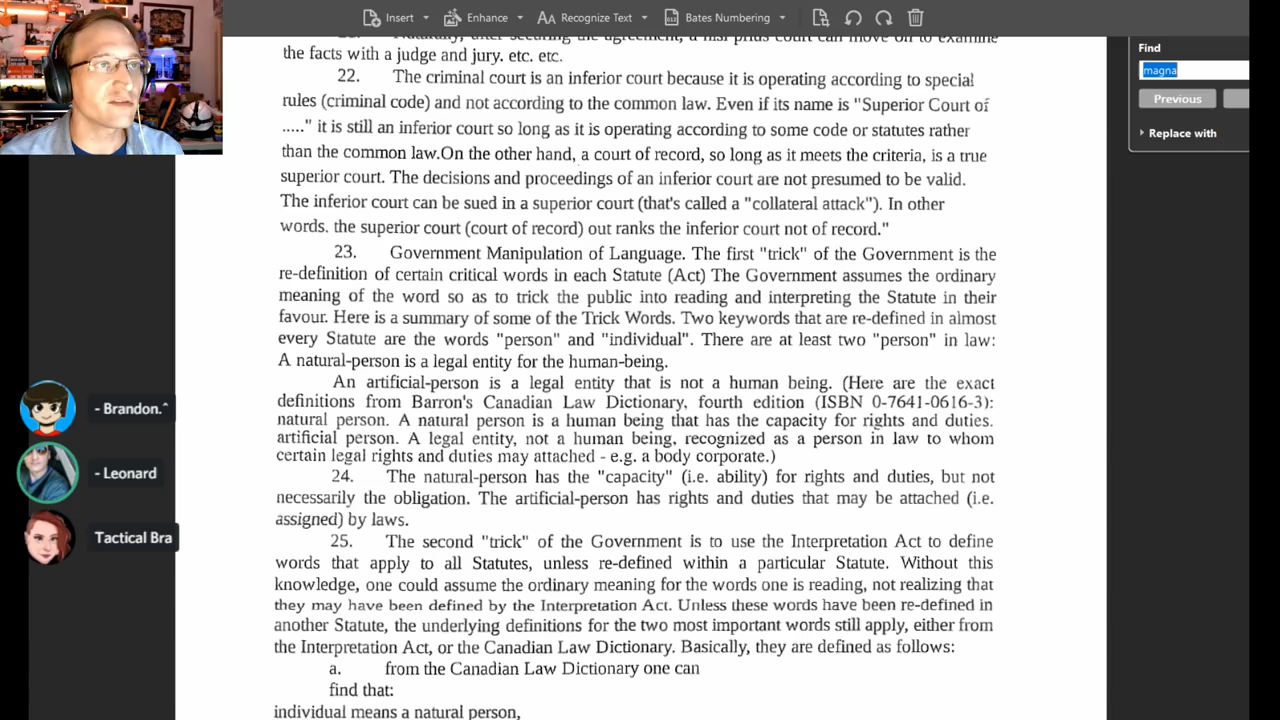 Insert
Enhance
Recognize Text
Bates Numbering
Find
magna
Previous
Replace with
the facts with a judge and jury. etc. etc.
22. The criminal court is an inferior court because it is operating according to special
rules (criminal code) and not according to the common law. Even if its name is "Superior Court of
....." it is still an inferior court so long as it is operating according to some code or statutes rather
than the common law.On the other hand, a court of record, so long as it meets the criteria, is a true
superior court. The decisions and proceedings of an inferior court are not presumed to be valid.
The inferior court can be sued in a superior court (that's called a "collateral attack"). In other
words. the superior court (court of record) out ranks the inferior court not of record."
23. Government Manipulation of Language. The first "trick" of the Government is the
re-definition of certain critical words in each Statute (Act) The Government assumes the ordinary
meaning of the word so as to trick the public into reading and interpreting the Statute in their
favour. Here is a summary of some of the Trick Words. Two keywords that are re-defined in almost
every Statute are the words "person" and "individual". There are at least two "person" in law:
A natural-person is a legal entity for the human-being.
An artificial-person is a legal entity that is not a human being. (Here are the exact
definitions from Barron's Canadian Law Dictionary, fourth edition (ISBN 0-7641-0616-3):
natural person. A natural person is a human being that has the capacity for rights and duties.
artificial person. A legal entity, not a human being, recognized as a person in law to whom
certain legal rights and duties may attached - e.g. a body corporate.)
24. The natural-person has the "capacity" (i.e. ability) for rights and duties, but not
necessarily the obligation. The artificial-person has rights and duties that may be attached (i.e.
assigned) by laws.
25. The second "trick" of the Government is to use the Interpretation Act to define
words that apply to all Statutes, unless re-defined within a particular Statute. Without this
knowledge, one could assume the ordinary meaning for the words one is reading, not realizing that
they may have been defined by the Interpretation Act. Unless these words have been re-defined in
another Statute, the underlying definitions for the two most important words still apply, either from
the Interpretation Act, or the Canadian Law Dictionary. Basically, they are defined as follows:
a. from the Canadian Law Dictionary one can
find that:
individual means a natural person,
- Brandon.^
- Leonard
Tactical Bra